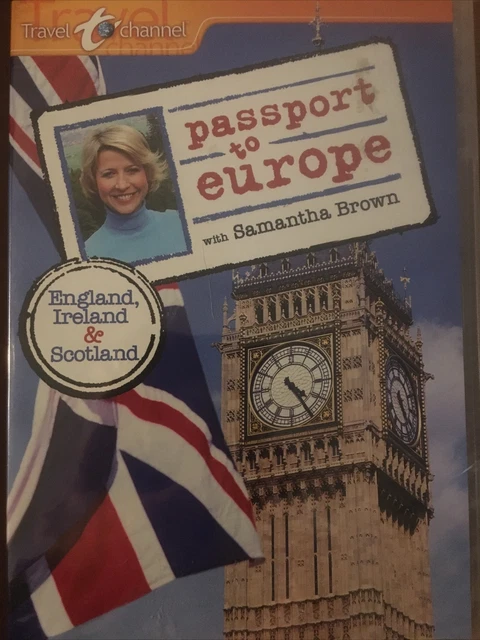 Travel t channel
passport
to
europe
with Samantha Brown
England,
Ireland
&
Scotland